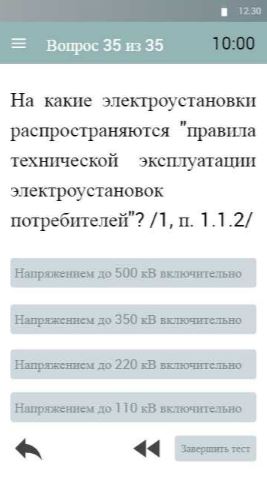 12:30
Вопрос 35 из 35
10:00
На какие электроустановки
распространяются "правила
технической эксплуатации
электроустановок
потребителей"? /1, п. 1.1.2/
Напряжением до 500 кВ включительно
Напряжением до 350 кВ включительно
Напряжением до 220 кВ включительно
Напряжением до 110 кВ включительно
Завершить тест